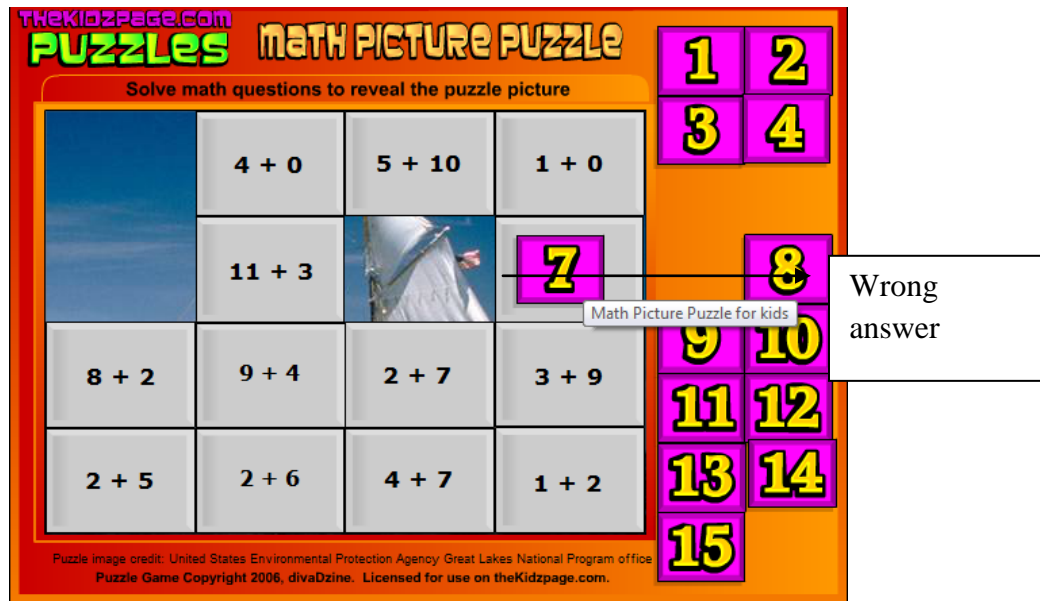 THEKIDZPAGE.COM
PUZZLES
MATH PICTURE PUZZLE
Solve math questions to reveal the puzzle picture
1 2
3 4
4 + 0 5 + 10 1 + 0
11 + 3 7 8
Math Picture Puzzle for kids
Wrong
answer
9 10
8 + 2 9 + 4 2 + 7 3 + 9
11 12
2 + 5 2 + 6 4 + 7 1 + 2
13 14
15
Puzzle image credit: United States Environmental Protection Agency Great Lakes National Program office
Puzzle Game Copyright 2006, divaDzine. Licensed for use on theKidzpage.com.